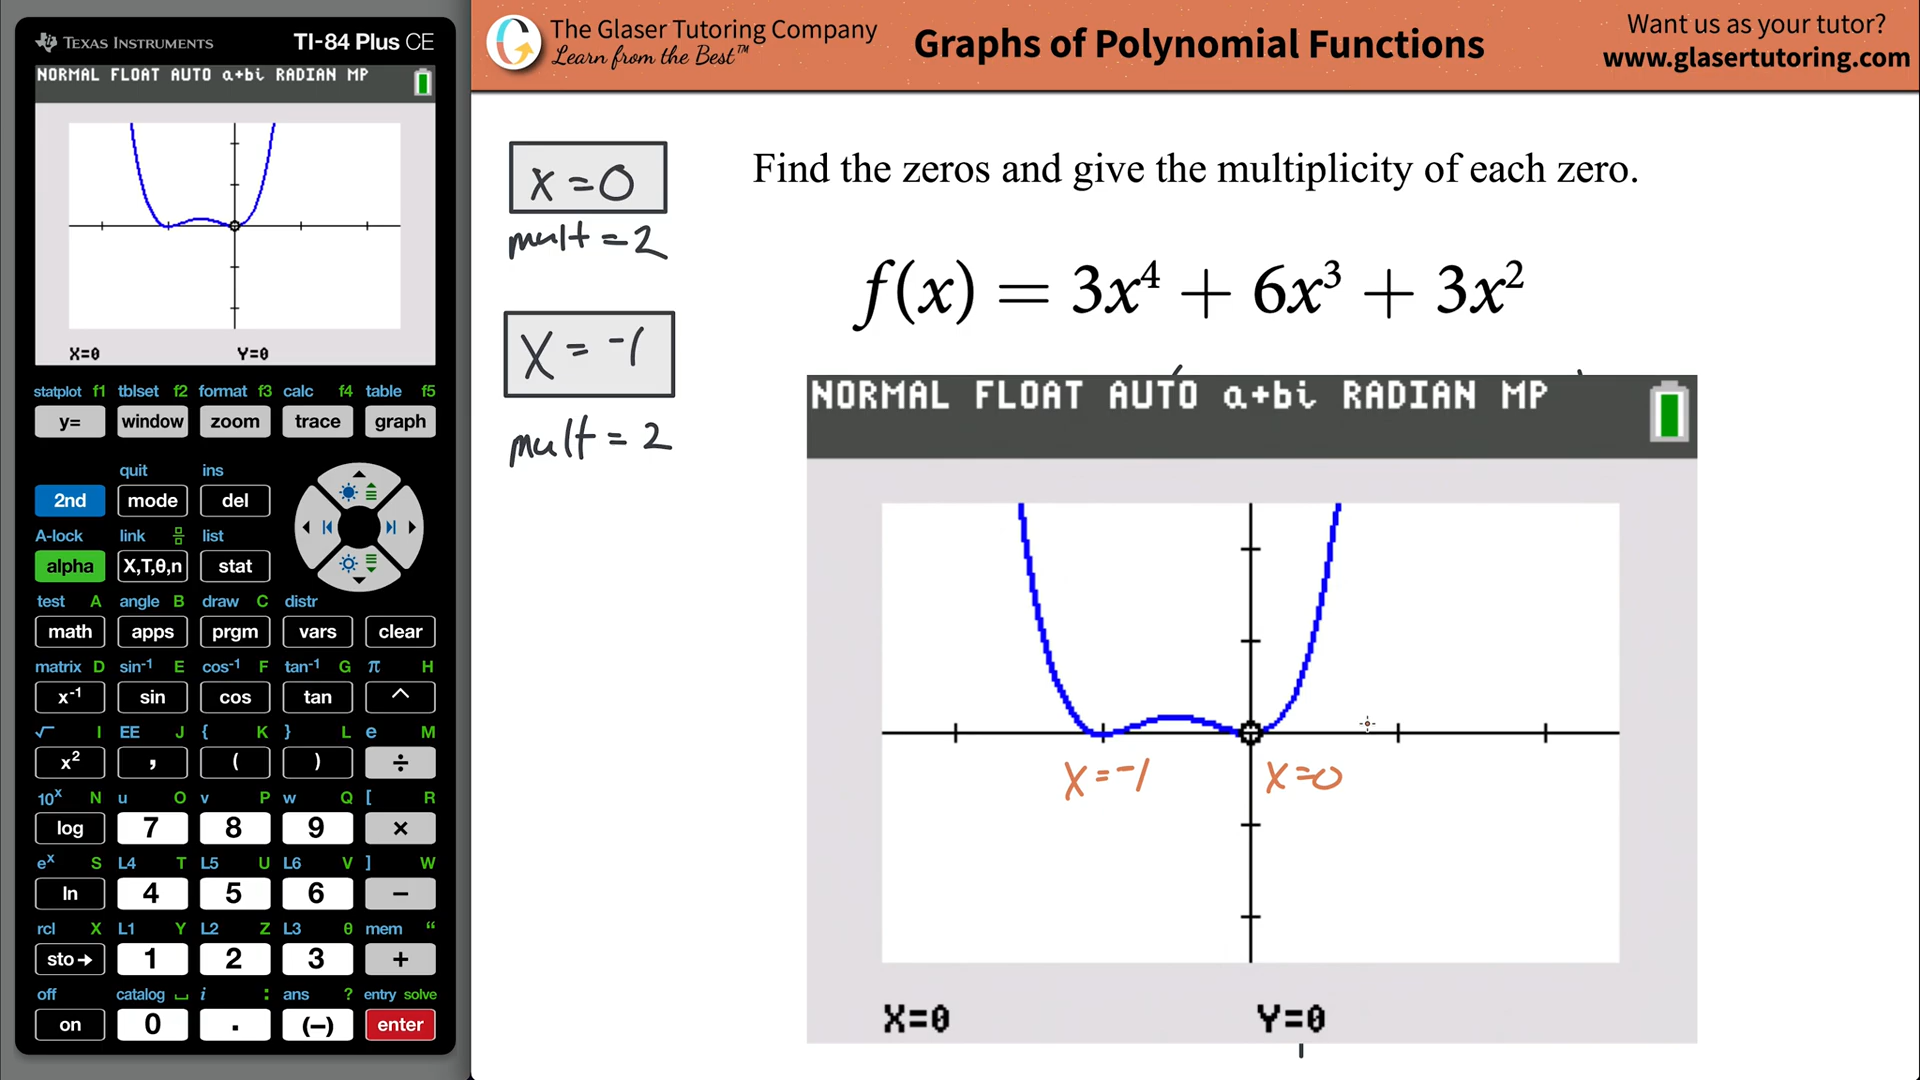 TEXAS INSTRUMENTS TI-84 Plus CE
NORMAL FLOAT AUTO a+bi RADIAN MP
X=0 Y=0
statplot f1 tblset f2 format f3 calc f4 table f5
y= window zoom trace graph
quit ins
2nd mode del
A-lock link list
alpha X,T,θ,n stat
test A angle B draw C distr
math apps prgm vars clear
matrix D sin⁻¹ E cos⁻¹ F tan⁻¹ G π H
x⁻¹ sin cos tan ^
√ I EE J { K } L e M
x² , ( ) ÷
10ˣ N u O v P w Q [ R
log 7 8 9 ×
eˣ S L4 T L5 U L6 V ] W
ln 4 5 6 −
rcl X L1 Y L2 Z L3 θ mem “
sto→ 1 2 3 +
off catalog ⎵ i : ans ? entry solve
on 0 . (−) enter
The Glaser Tutoring Company
Learn from the Best™
Graphs of Polynomial Functions
Want us as your tutor?
www.glasertutoring.com
x = 0
mult = 2
x = -1
mult = 2
Find the zeros and give the multiplicity of each zero.
f(x) = 3x⁴ + 6x³ + 3x²
NORMAL FLOAT AUTO a+bi RADIAN MP
x = -1 x = 0
X=0 Y=0